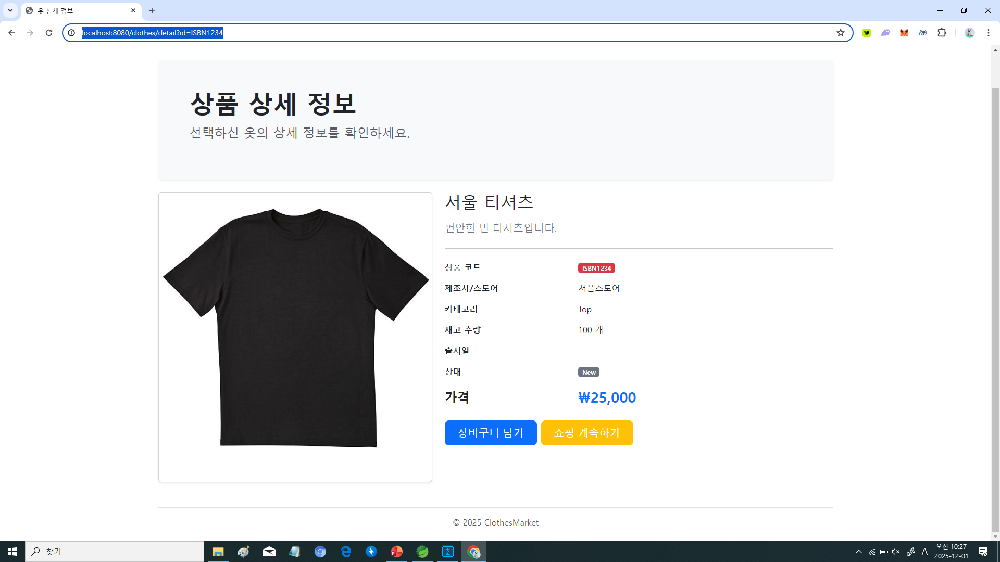 옷 상세 정보
localhost:8080/clothes/detail?id=ISBN1234
상품 상세 정보
선택하신 옷의 상세 정보를 확인하세요.
서울 티셔츠
편안한 면 티셔츠입니다.
상품 코드 ISBN1234
제조사/스토어 서울스토어
카테고리 Top
재고 수량 100 개
출시일
상태 New
가격 ₩25,000
장바구니 담기 쇼핑 계속하기
© 2025 ClothesMarket
찾기
A
오전 10:27
2025-12-01